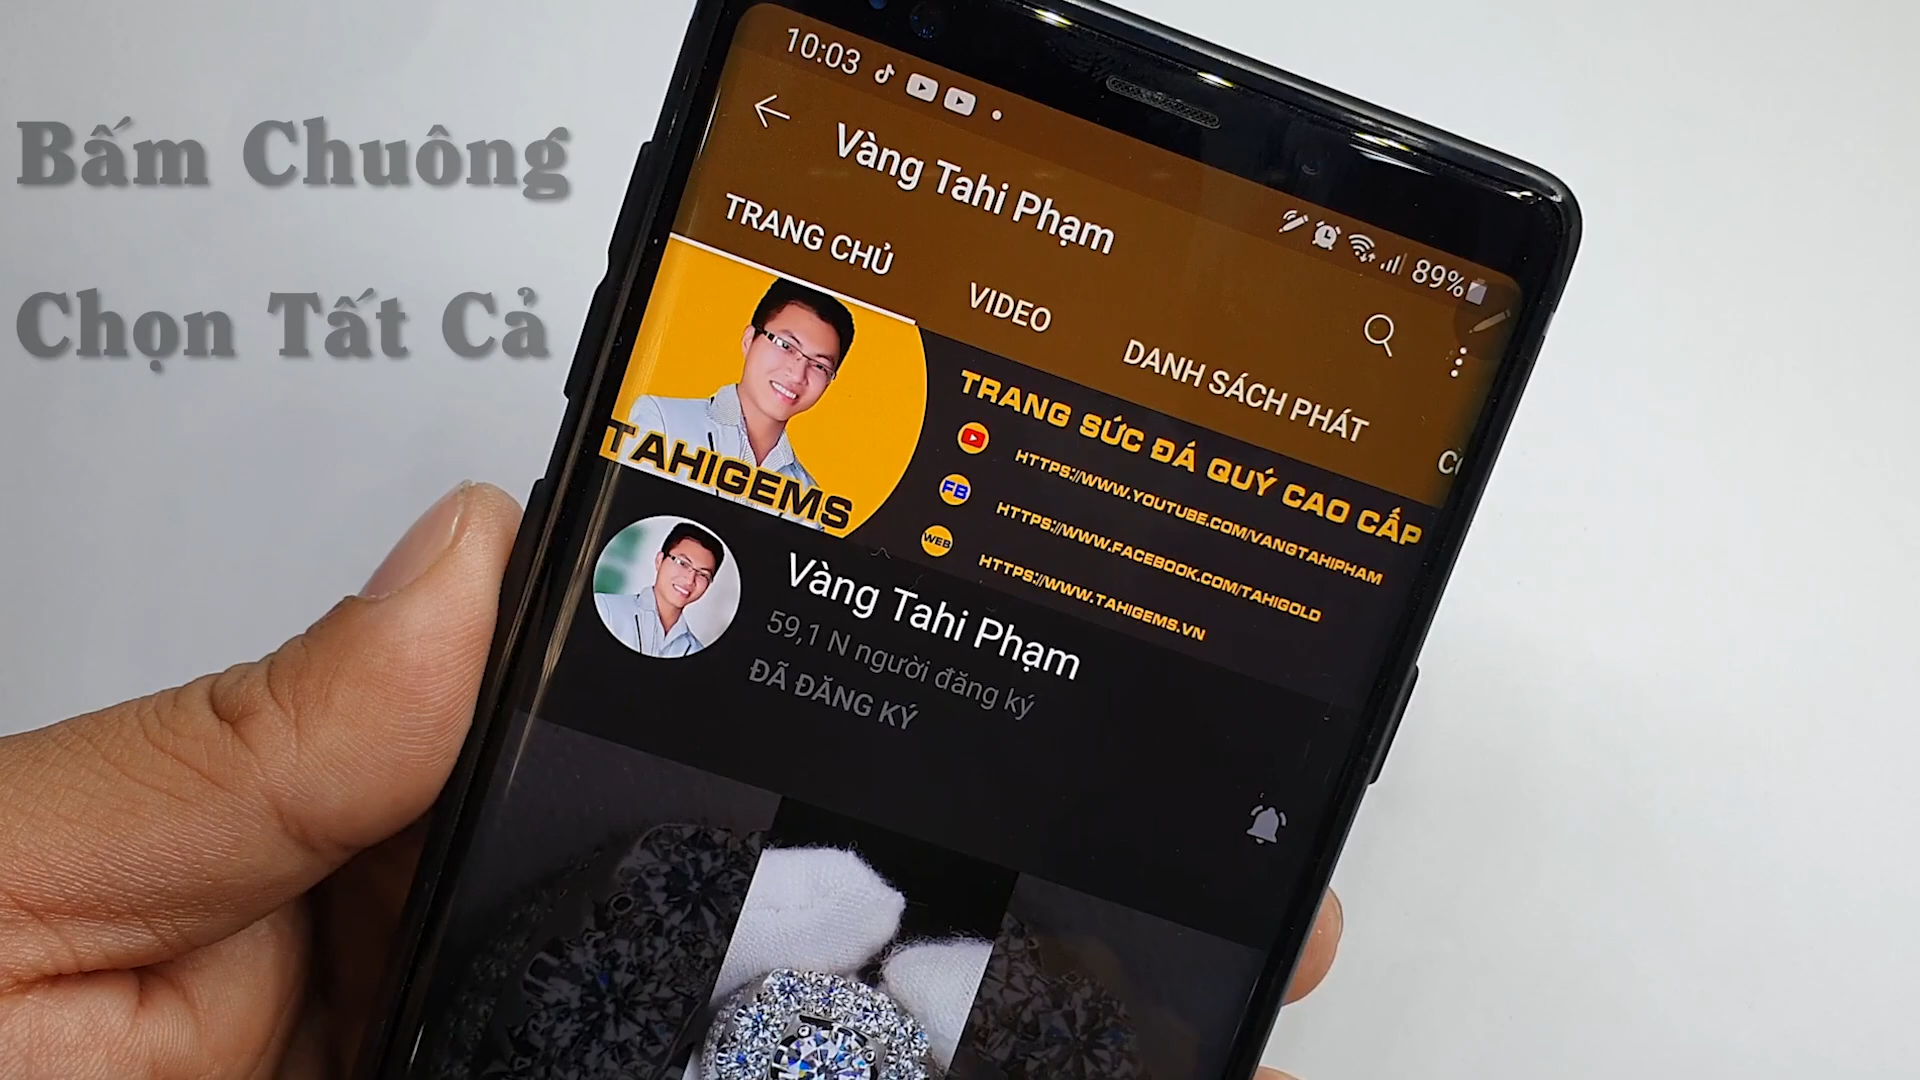 Bấm Chuông
Chọn Tất Cả
10:03
89%
Vàng Tahi Phạm
TRANG CHỦ
VIDEO
DANH SÁCH PHÁT
TAHIGEMS
TRANG SỨC ĐÁ QUÝ CAO CẤP
HTTPS://WWW.YOUTUBE.COM/VANGTAHIPHAM
FB HTTPS://WWW.FACEBOOK.COM/TAHIGOLD
WEB HTTPS://WWW.TAHIGEMS.VN
Vàng Tahi Phạm
59,1 N người đăng ký
ĐÃ ĐĂNG KÝ